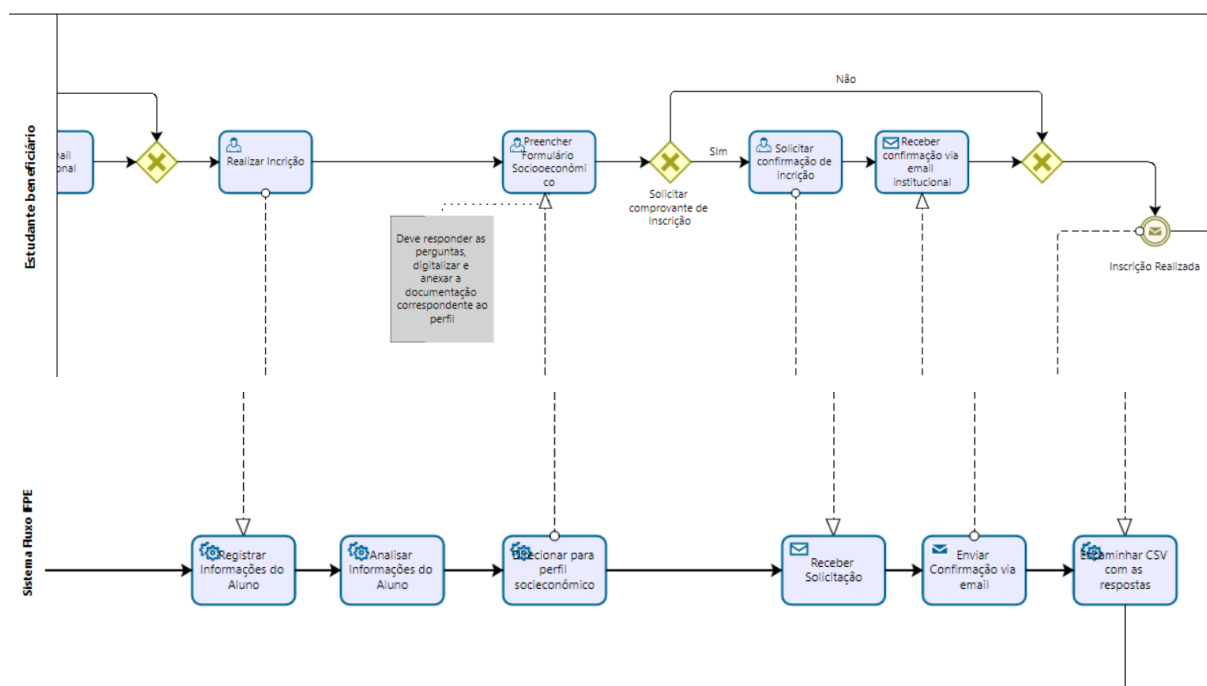 Estudante beneficiário
ail
onal
Realizar Incrição
Preencher
Formulário
Socioeconômi
co
Deve responder as
perguntas,
digitalizar e
anexar a
documentação
correspondente ao
perfil
Solicitar
comprovante de
Inscrição
Não
Sim
Solicitar
confirmação de
incrição
Receber
confirmação via
email
institucional
Inscrição Realizada
Sistema Fluxo IFPE
Registrar
Informações do
Aluno
Analisar
Informações do
Aluno
Direcionar para
perfil
socieconómico
Receber
Solicitação
Enviar
Confirmação via
email
Encaminhar CSV
com as
respostas